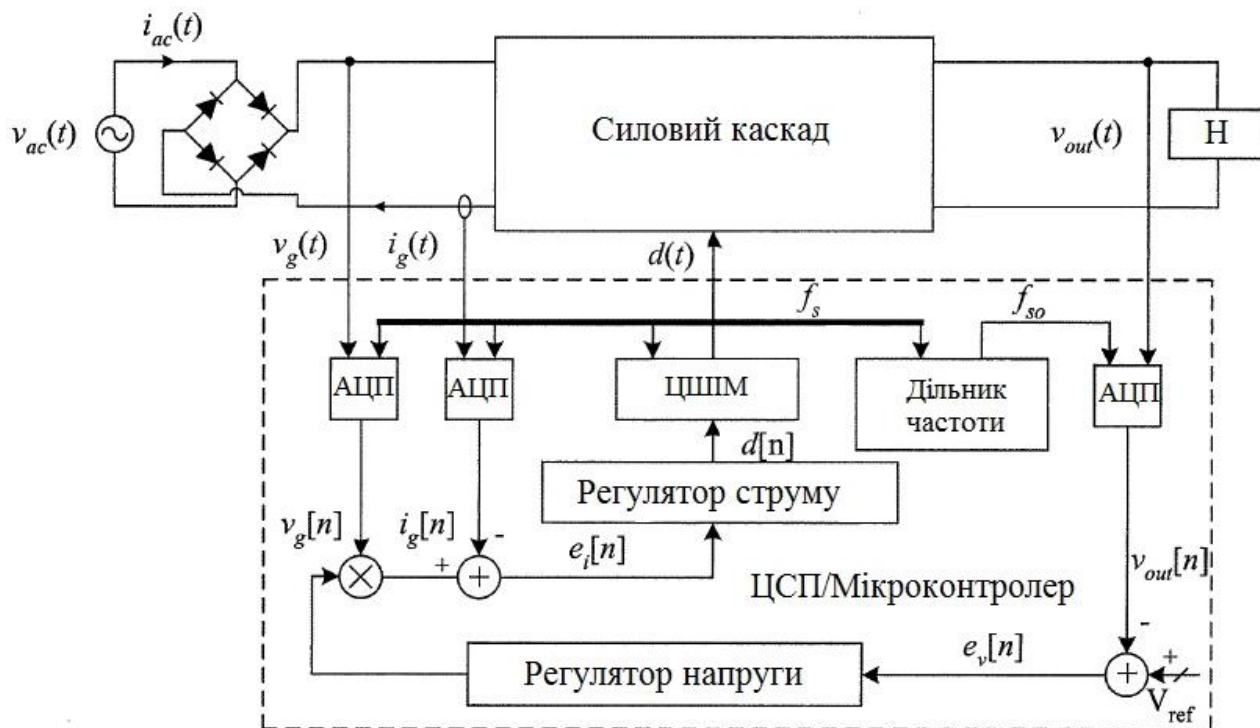 i_ac(t)
v_ac(t)
Силовий каскад
v_out(t)
Н
v_g(t)
i_g(t)
d(t)
f_s
f_so
АЦП
АЦП
ЦШІМ
Дільник
частоти
АЦП
d[n]
Регулятор струму
v_g[n]
i_g[n]
-
+
+
e_i[n]
v_out[n]
ЦСП/Мікроконтролер
Регулятор напруги
e_v[n]
-
+
+
V_ref